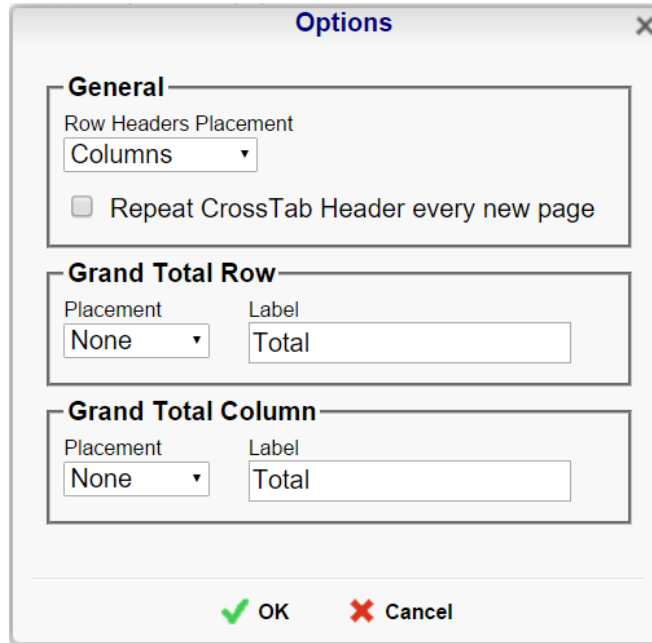 Options
General
Row Headers Placement
Columns
Repeat CrossTab Header every new page
Grand Total Row
Placement Label
None Total
Grand Total Column
Placement Label
None Total
OK Cancel